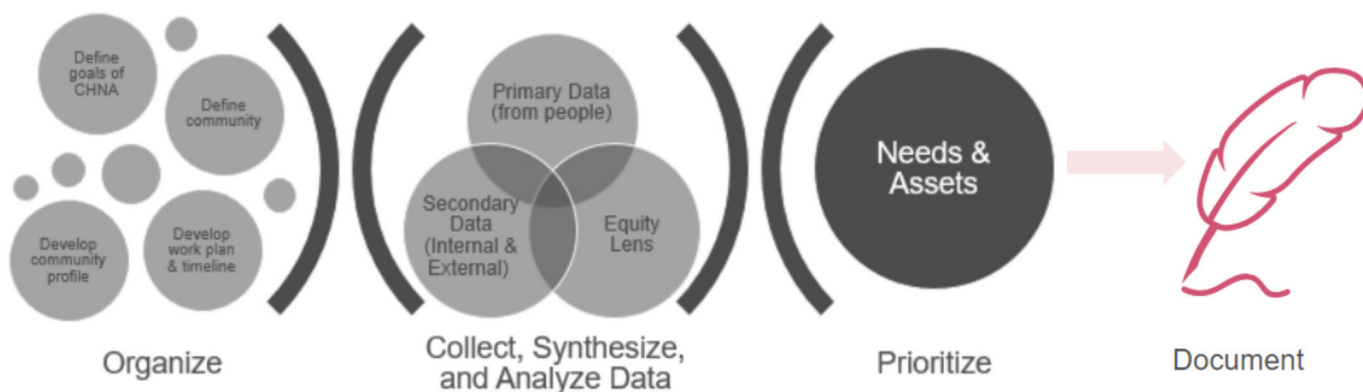 Define
goals of
CHNA
Define
community
Develop
community
profile
Develop
work plan
& timeline
Organize
Primary Data
(from people)
Secondary
Data
(Internal &
External)
Equity
Lens
Collect, Synthesize,
and Analyze Data
Needs &
Assets
Prioritize
Document